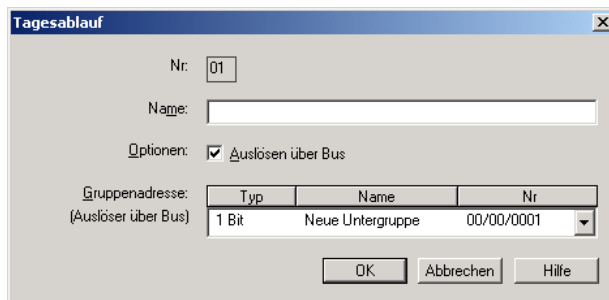 Tagesablauf
Nr: 01
Name:
Optionen: Auslösen über Bus
Gruppenadresse: Typ Name Nr
(Auslöser über Bus) 1 Bit Neue Untergruppe 00/00/0001
OK Abbrechen Hilfe